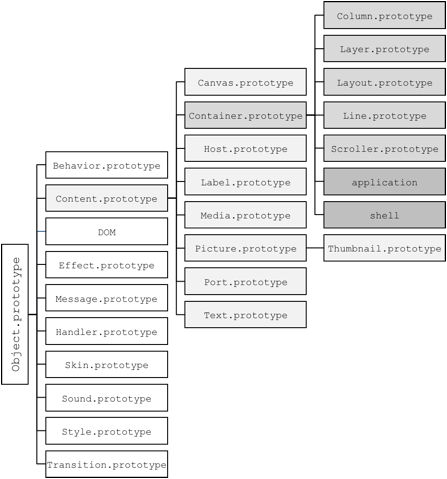 Object.prototype
Behavior.prototype
Content.prototype
DOM
Effect.prototype
Message.prototype
Handler.prototype
Skin.prototype
Sound.prototype
Style.prototype
Transition.prototype
Canvas.prototype
Container.prototype
Host.prototype
Label.prototype
Media.prototype
Picture.prototype
Port.prototype
Text.prototype
Column.prototype
Layer.prototype
Layout.prototype
Line.prototype
Scroller.prototype
application
shell
Thumbnail.prototype